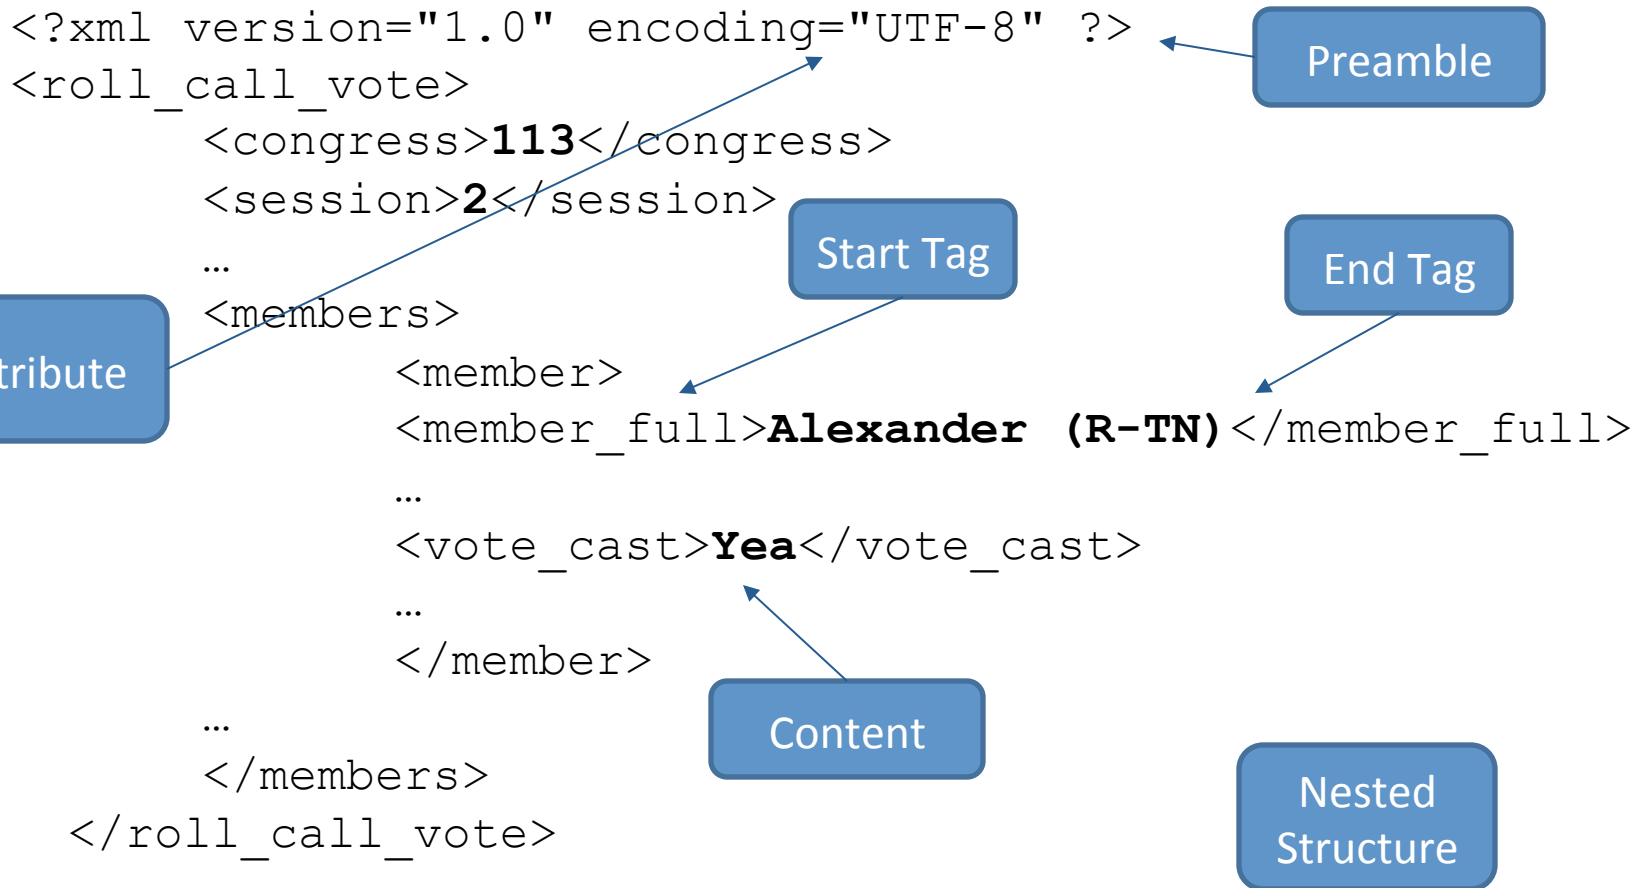 <?xml version="1.0" encoding="UTF-8" ?>
Preamble
<roll_call_vote>
<congress>113</congress>
<session>2</session>
Start Tag
End Tag
…
<members>
tribute
<member>
<member_full>Alexander (R-TN)</member_full>
…
<vote_cast>Yea</vote_cast>
…
</member>
Content
…
</members>
Nested
Structure
</roll_call_vote>